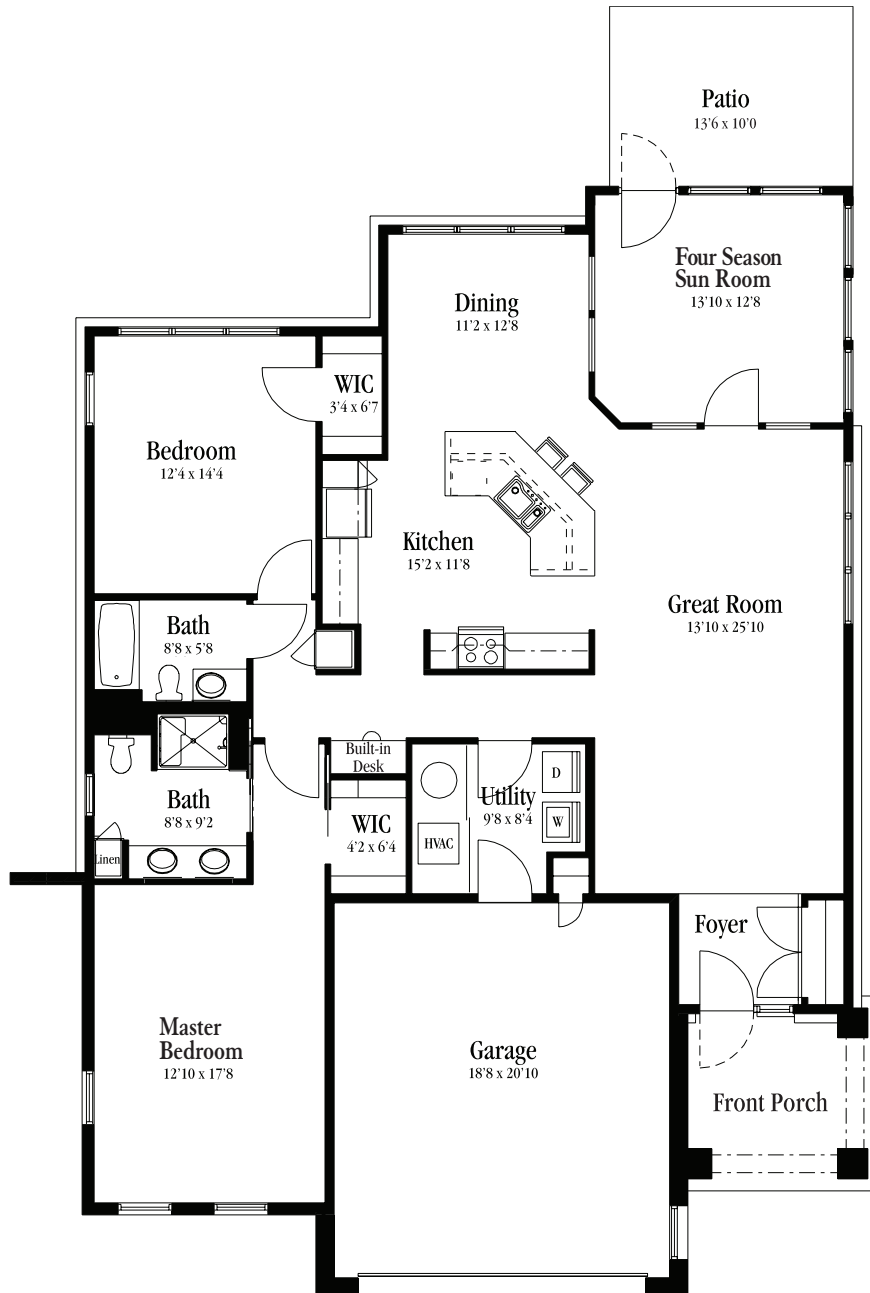 Patio
13'6 x 10'0
Four Season
Sun Room
13'10 x 12'8
Dining
11'2 x 12'8
WIC
3'4 x 6'7
Bedroom
12'4 x 14'4
Kitchen
15'2 x 11'8
Great Room
13'10 x 25'10
Bath
8'8 x 5'8
Built-in
Desk
D
Utility
9'8 x 8'4
W
HVAC
Bath
8'8 x 9'2
WIC
4'2 x 6'4
Linen
Foyer
Master
Bedroom
12'10 x 17'8
Garage
18'8 x 20'10
Front Porch